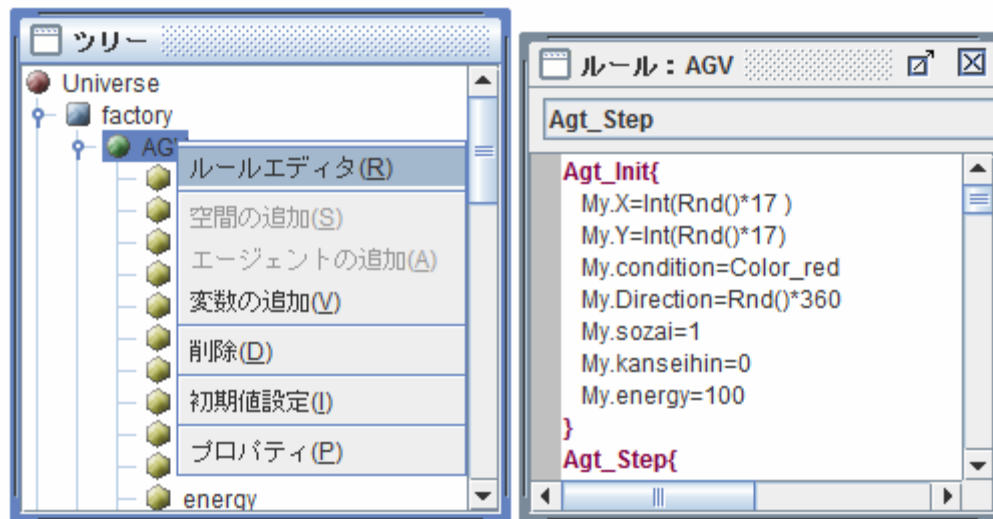 ツリー
Universe
factory
AG
ルールエディタ(R)
空間の追加(S)
エージェントの追加(A)
変数の追加(V)
削除(D)
初期値設定(I)
プロパティ(P)
energy
ルール：AGV
Agt_Step
Agt_Init{
My.X=Int(Rnd()*17 )
My.Y=Int(Rnd()*17)
My.condition=Color_red
My.Direction=Rnd()*360
My.sozai=1
My.kanseihin=0
My.energy=100
}
Agt_Step{